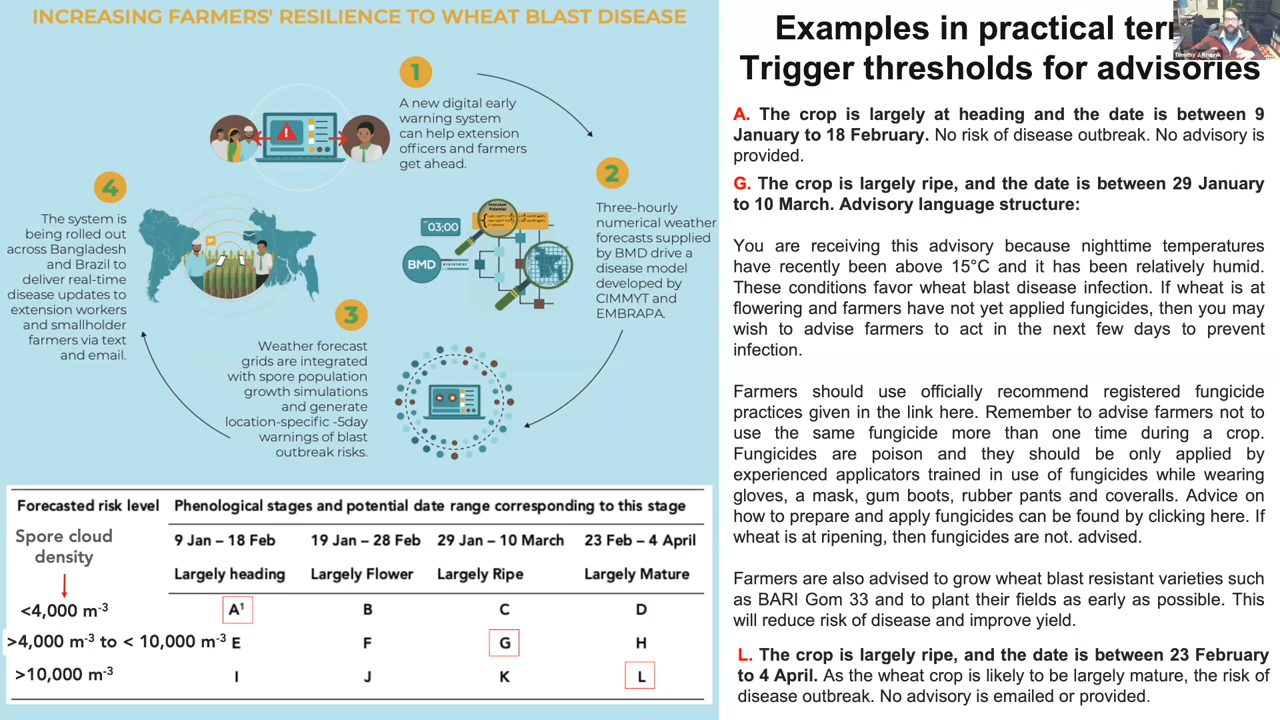 INCREASING FARMERS' RESILIENCE TO WHEAT BLAST DISEASE
1
A new digital early
warning system
can help extension
officers and farmers
get ahead.
2
Three-hourly
numerical weather
forecasts supplied
by BMD drive a
disease model
developed by
CIMMYT and
EMBRAPA.
03:00
BMD
3
Weather forecast
grids are integrated
with spore population
growth simulations
and generate
location-specific -5day
warnings of blast
outbreak risks.
4
The system is
being rolled out
across Bangladesh
and Brazil to
deliver real-time
disease updates to
extension workers
and smallholder
farmers via text
and email.
Forecasted risk level Phenological stages and potential date range corresponding to this stage
Spore cloud
density
9 Jan – 18 Feb 19 Jan – 28 Feb 29 Jan – 10 March 23 Feb – 4 April
Largely heading Largely Flower Largely Ripe Largely Mature
<4,000 m⁻³ A¹ B C D
>4,000 m⁻³ to < 10,000 m⁻³ E F G H
>10,000 m⁻³ I J K L
Examples in practical ter
Trigger thresholds for advisories
Timothy J. Krupnik
A. The crop is largely at heading and the date is between 9
January to 18 February. No risk of disease outbreak. No advisory is
provided.
G. The crop is largely ripe, and the date is between 29 January
to 10 March. Advisory language structure:
You are receiving this advisory because nighttime temperatures
have recently been above 15°C and it has been relatively humid.
These conditions favor wheat blast disease infection. If wheat is at
flowering and farmers have not yet applied fungicides, then you may
wish to advise farmers to act in the next few days to prevent
infection.
Farmers should use officially recommend registered fungicide
practices given in the link here. Remember to advise farmers not to
use the same fungicide more than one time during a crop.
Fungicides are poison and they should be only applied by
experienced applicators trained in use of fungicides while wearing
gloves, a mask, gum boots, rubber pants and coveralls. Advice on
how to prepare and apply fungicides can be found by clicking here. If
wheat is at ripening, then fungicides are not. advised.
Farmers are also advised to grow wheat blast resistant varieties such
as BARI Gom 33 and to plant their fields as early as possible. This
will reduce risk of disease and improve yield.
L. The crop is largely ripe, and the date is between 23 February
to 4 April. As the wheat crop is likely to be largely mature, the risk of
disease outbreak. No advisory is emailed or provided.